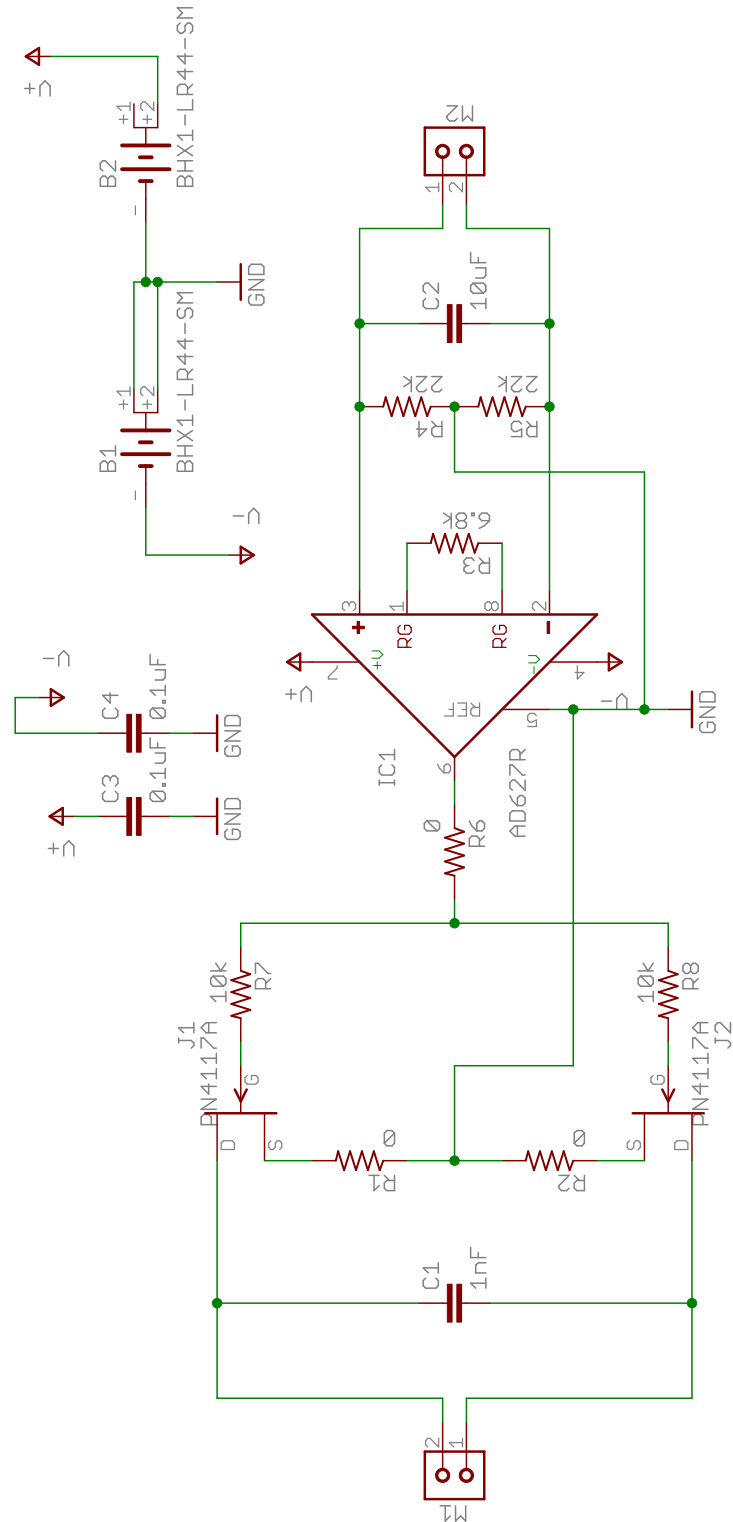 V+
+1
+2
B2
BHX1-LR44-SM
-
GND
+1
+2
B1
BHX1-LR44-SM
-
V-
M2
1
2
C2
10uF
22k
R4
22k
R5
6.8k
R3
3
1
8
2
+
RG
RG
-
V+
V-
7
V+
4
V-
REF
5
GND
6
IC1
AD627R
V-
C4
0.1uF
GND
C3
0.1uF
V+
GND
0
R6
10k
R7
10k
R8
J1
PN4117A
G
D
S
PN4117A
J2
G
S
D
0
R1
0
R2
C1
1nF
2
1
M1